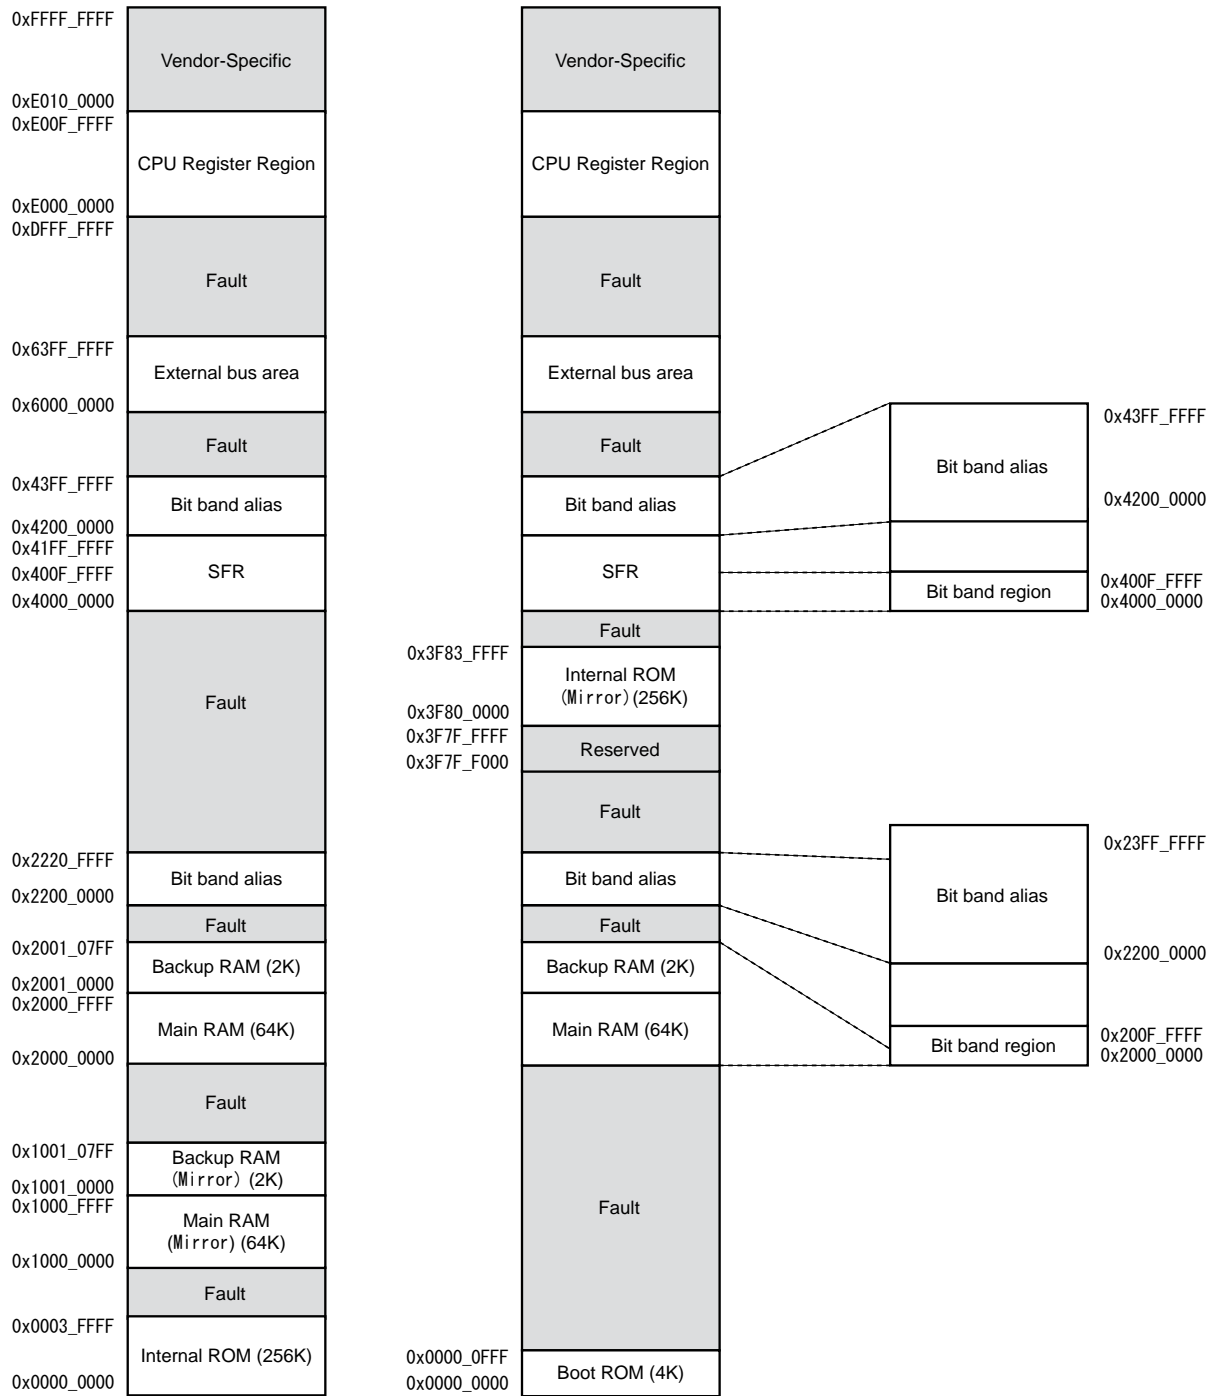 0xFFFF_FFFF
Vendor-Specific
0xE010_0000
0xE00F_FFFF
CPU Register Region
0xE000_0000
0xDFFF_FFFF
Fault
0x63FF_FFFF
External bus area
0x6000_0000
Fault
0x43FF_FFFF
Bit band alias
0x4200_0000
0x41FF_FFFF
SFR
0x400F_FFFF
0x4000_0000
Fault
0x2220_FFFF
Bit band alias
0x2200_0000
Fault
0x2001_07FF
Backup RAM (2K)
0x2001_0000
0x2000_FFFF
Main RAM (64K)
0x2000_0000
Fault
0x1001_07FF
Backup RAM
(Mirror) (2K)
0x1001_0000
0x1000_FFFF
Main RAM
(Mirror) (64K)
0x1000_0000
Fault
0x0003_FFFF
Internal ROM (256K)
0x0000_0000
Vendor-Specific
CPU Register Region
Fault
External bus area
Fault
Bit band alias
SFR
Fault
0x3F83_FFFF
Internal ROM
(Mirror) (256K)
0x3F80_0000
0x3F7F_FFFF
Reserved
0x3F7F_F000
Fault
Bit band alias
Fault
Backup RAM (2K)
Main RAM (64K)
Fault
0x0000_0FFF
Boot ROM (4K)
0x0000_0000
0x43FF_FFFF
Bit band alias
0x4200_0000
0x400F_FFFF
Bit band region
0x4000_0000
0x23FF_FFFF
Bit band alias
0x2200_0000
0x200F_FFFF
Bit band region
0x2000_0000